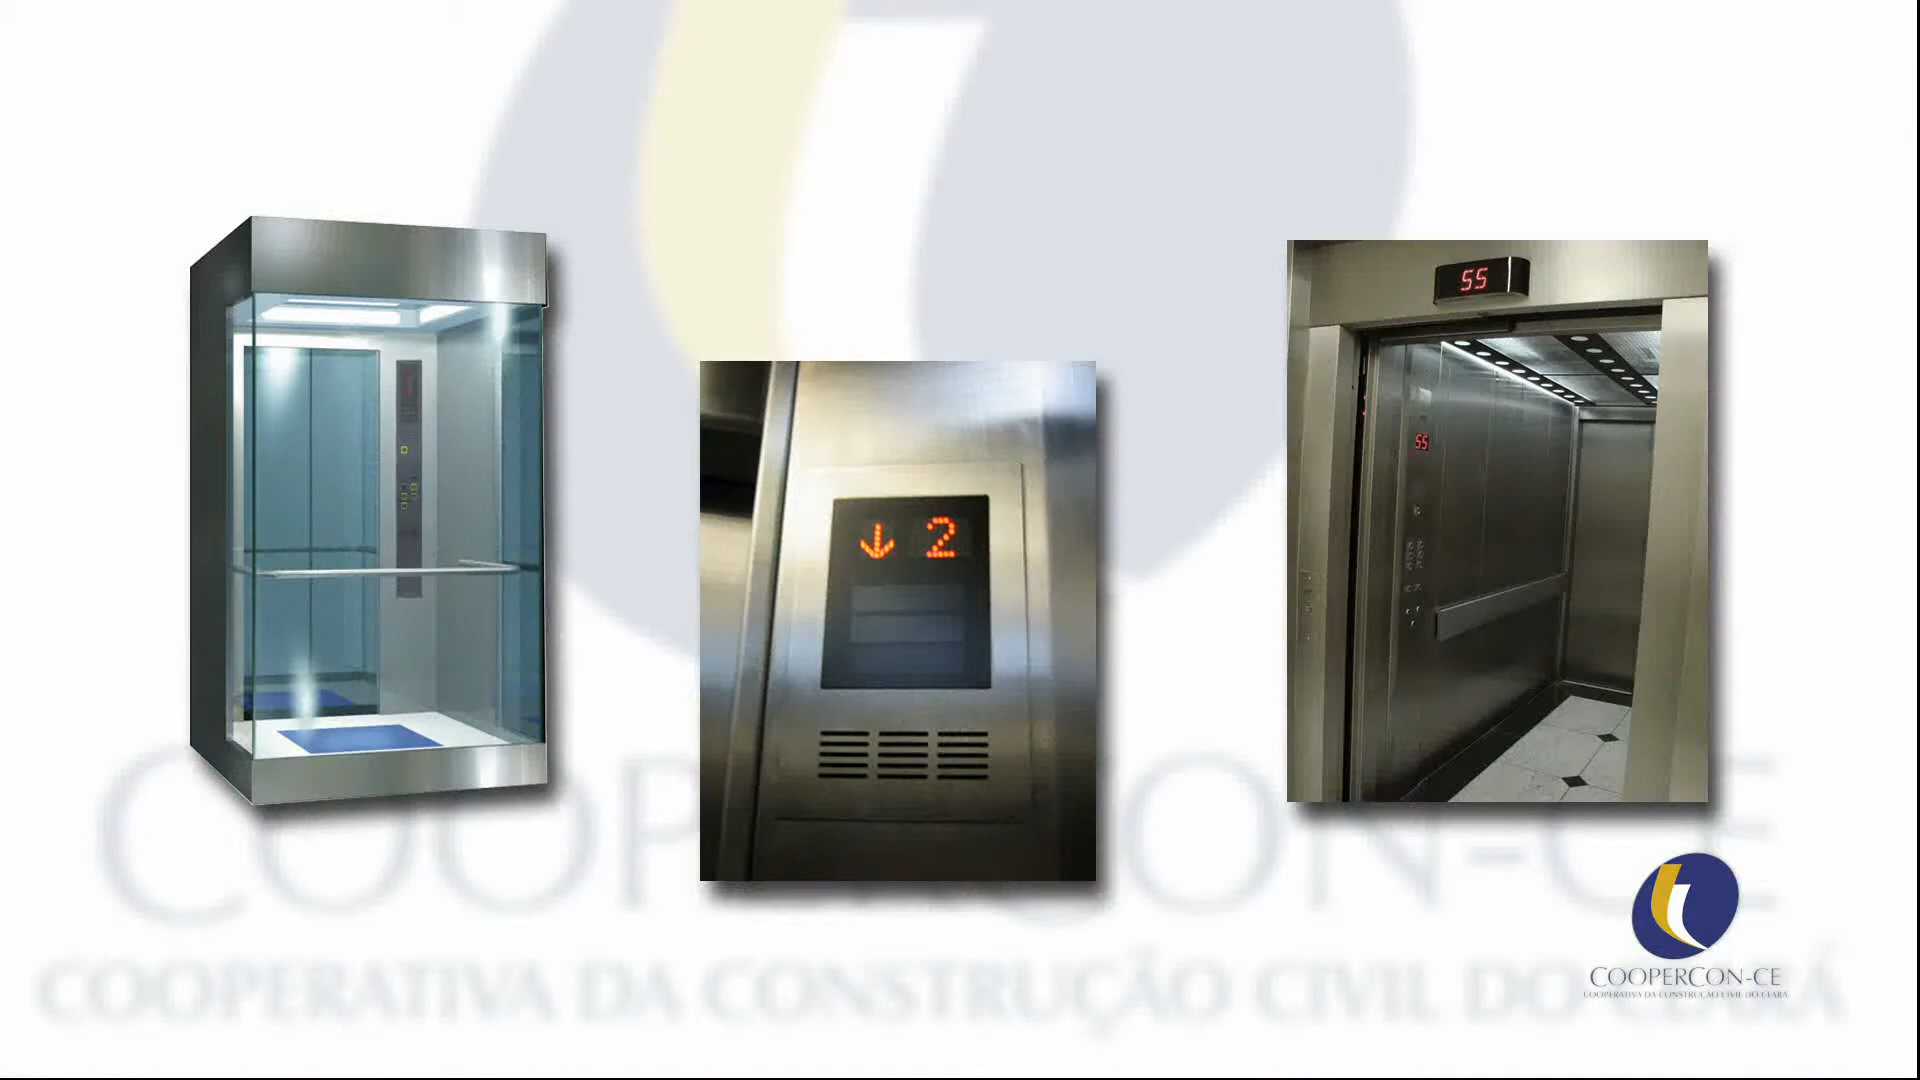 55
55
↓ 2
COOPERCON-CE
COOPERATIVA DA CONSTRUÇÃO CIVIL DO CEARÁ
COOPERCON-CE
COOPERATIVA DA CONSTRUÇÃO CIVIL DO CEARÁ